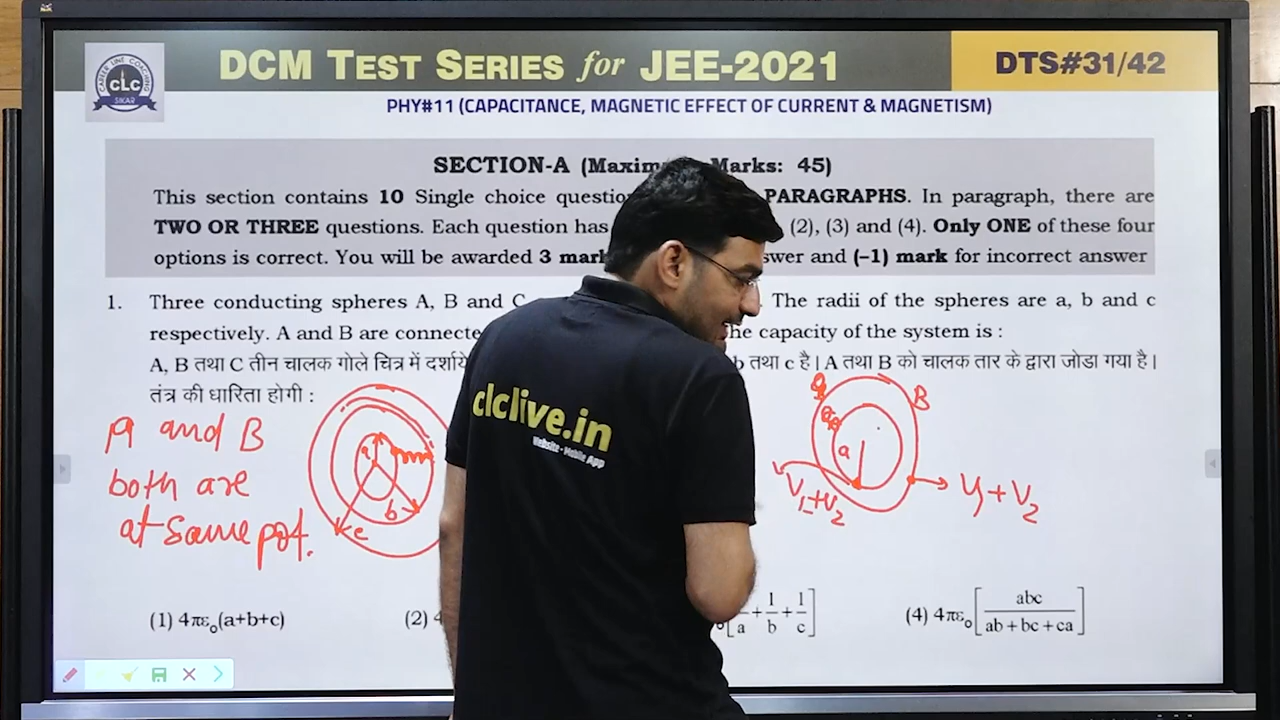 CAREER LINE COACHING
CLC
SIKAR
DCM TEST SERIES for JEE-2021
DTS#31/42
PHY#11 (CAPACITANCE, MAGNETIC EFFECT OF CURRENT & MAGNETISM)
SECTION-A (Maxim Marks: 45)
This section contains 10 Single choice questio PARAGRAPHS. In paragraph, there are
TWO OR THREE questions. Each question has (2), (3) and (4). Only ONE of these four
options is correct. You will be awarded 3 mark swer and (-1) mark for incorrect answer
1. Three conducting spheres A, B and C The radii of the spheres are a, b and c
respectively. A and B are connecte he capacity of the system is :
A, B तथा C तीन चालक गोले चित्र में दर्शाये b तथा c है। A तथा B को चालक तार के द्वारा जोडा गया है।
तंत्र की धारिता होगी :
A and B
both are
at same pot.
a
b
c
B
a
V₁+V₂
V₁+V₂
clclive.in
Website - Mobile App
(1) 4πε₀(a+b+c)
(2) 4
a + 1/b + 1/c]
(4) 4πε₀[abc/(ab+bc+ca)]